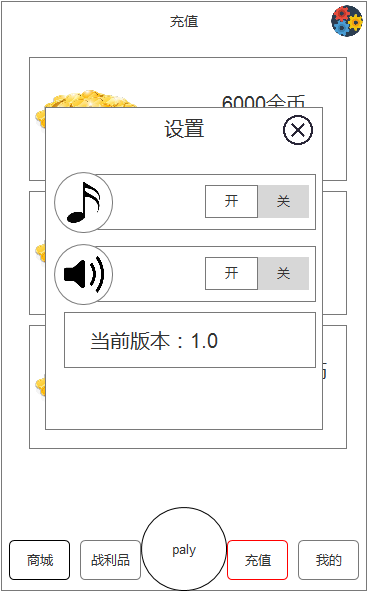 充值
6000金币
设置
开 关
开 关
当前版本：1.0
商城 战利品 paly 充值 我的